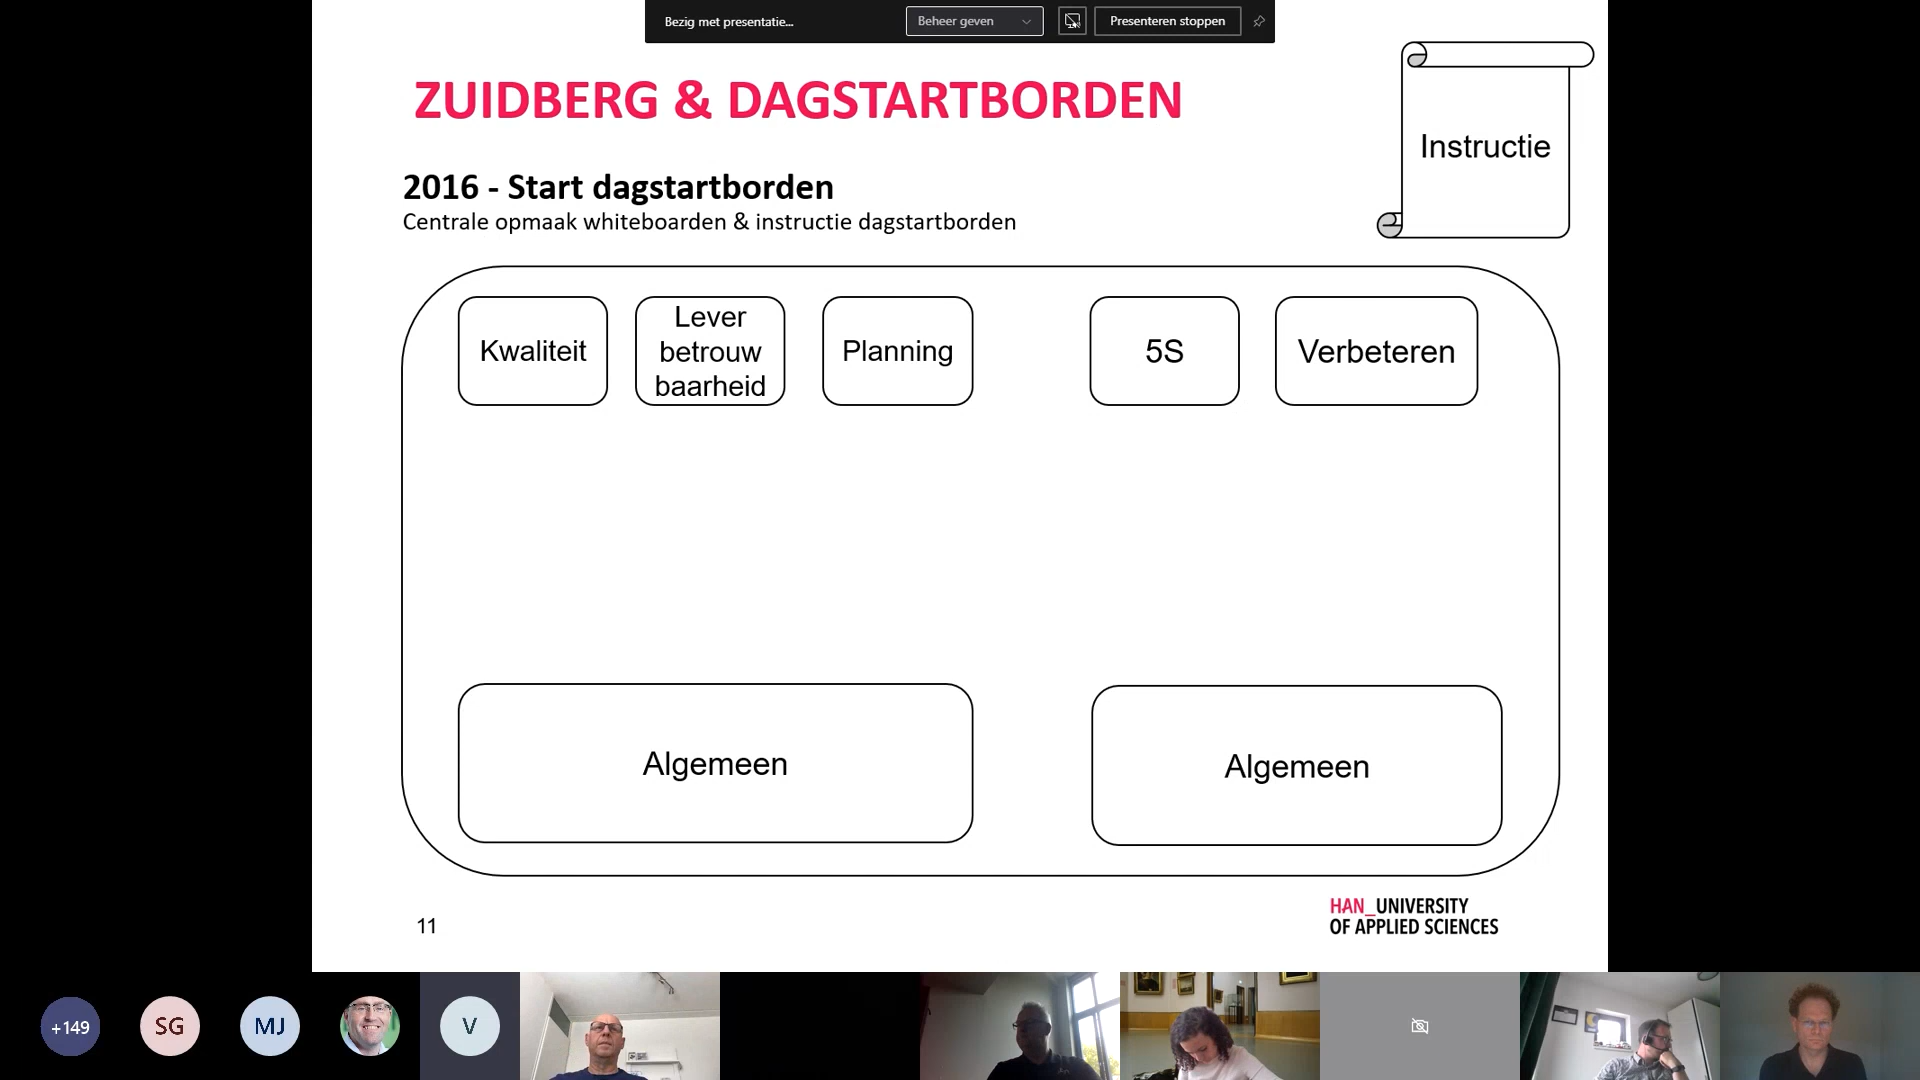 Bezig met presentatie...
Beheer geven
Presenteren stoppen
ZUIDBERG & DAGSTARTBORDEN
Instructie
2016 - Start dagstartborden
Centrale opmaak whiteboarden & instructie dagstartborden
Kwaliteit
Lever
betrouw
baarheid
Planning
5S
Verbeteren
Algemeen
Algemeen
11
HAN_UNIVERSITY
OF APPLIED SCIENCES
+149
SG
MJ
V